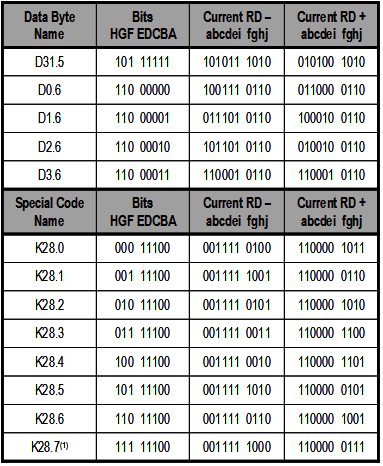 Data Byte Name Bits HGF EDCBA Current RD – abcdei fghj Current RD + abcdei fghj
D31.5 101 11111 101011 1010 010100 1010
D0.6 110 00000 100111 0110 011000 0110
D1.6 110 00001 011101 0110 100010 0110
D2.6 110 00010 101101 0110 010010 0110
D3.6 110 00011 110001 0110 110001 0110
Special Code Name Bits HGF EDCBA Current RD – abcdei fghj Current RD + abcdei fghj
K28.0 000 11100 001111 0100 110000 1011
K28.1 001 11100 001111 1001 110000 0110
K28.2 010 11100 001111 0101 110000 1010
K28.3 011 11100 001111 0011 110000 1100
K28.4 100 11100 001111 0010 110000 1101
K28.5 101 11100 001111 1010 110000 0101
K28.6 110 11100 001111 0110 110000 1001
K28.7(1) 111 11100 001111 1000 110000 0111